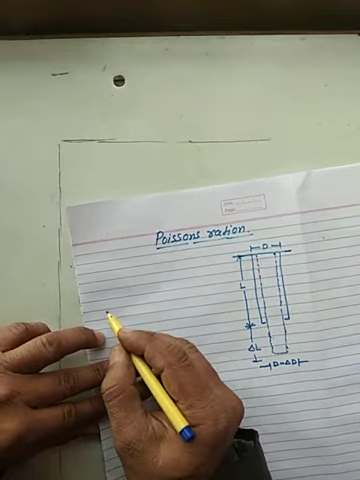 Poissons ration.
D
L
ΔL
D-ΔD